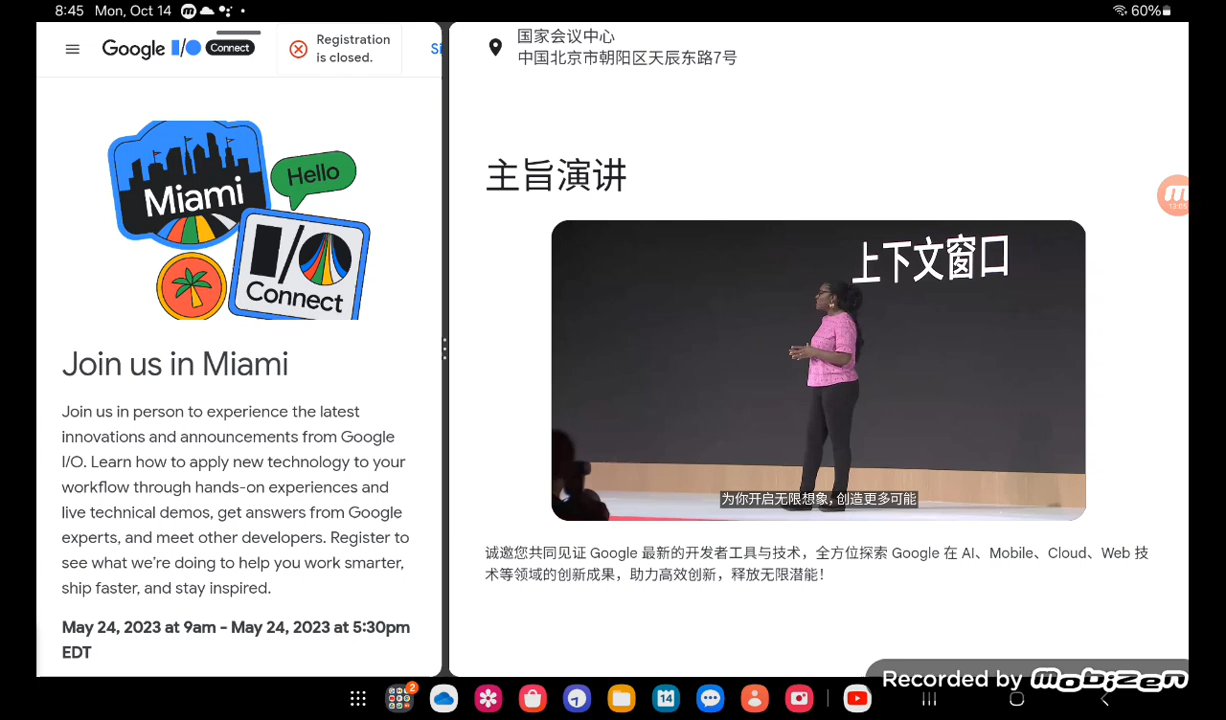 8:45 Mon, Oct 14
60%
Google I/O Connect
Registration
is closed.
Si
Miami
Hello
I/O
Connect
Join us in Miami
Join us in person to experience the latest
innovations and announcements from Google
I/O. Learn how to apply new technology to your
workflow through hands-on experiences and
live technical demos, get answers from Google
experts, and meet other developers. Register to
see what we're doing to help you work smarter,
ship faster, and stay inspired.
May 24, 2023 at 9am - May 24, 2023 at 5:30pm
EDT
国家会议中心
中国北京市朝阳区天辰东路7号
主旨演讲
上下文窗口
为你开启无限想象，创造更多可能
诚邀您共同见证 Google 最新的开发者工具与技术，全方位探索 Google 在 AI、Mobile、Cloud、Web 技
术等领域的创新成果，助力高效创新，释放无限潜能！
13:05
2
14
Recorded by mobizen